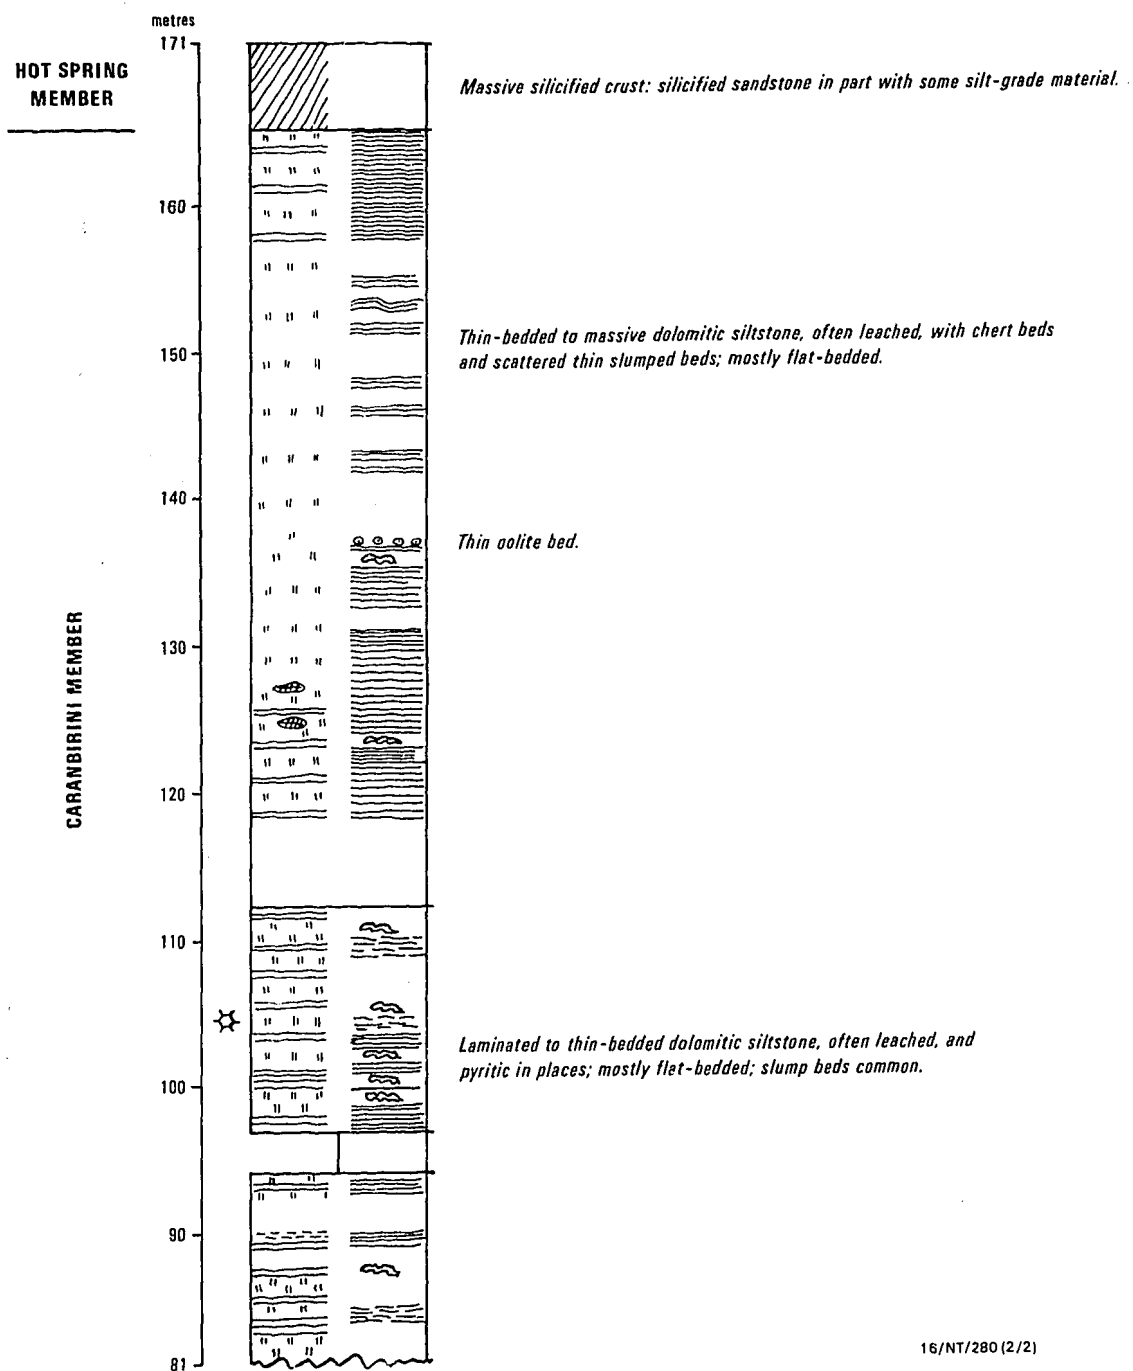 metres
171
HOT SPRING
MEMBER
Massive silicified crust: silicified sandstone in part with some silt-grade material.
160
Thin-bedded to massive dolomitic siltstone, often leached, with chert beds
and scattered thin slumped beds; mostly flat-bedded.
150
140
Thin oolite bed.
130
CARANBIRINI MEMBER
120
110
Laminated to thin-bedded dolomitic siltstone, often leached, and
pyritic in places; mostly flat-bedded; slump beds common.
100
90
81
16/NT/280 (2/2)